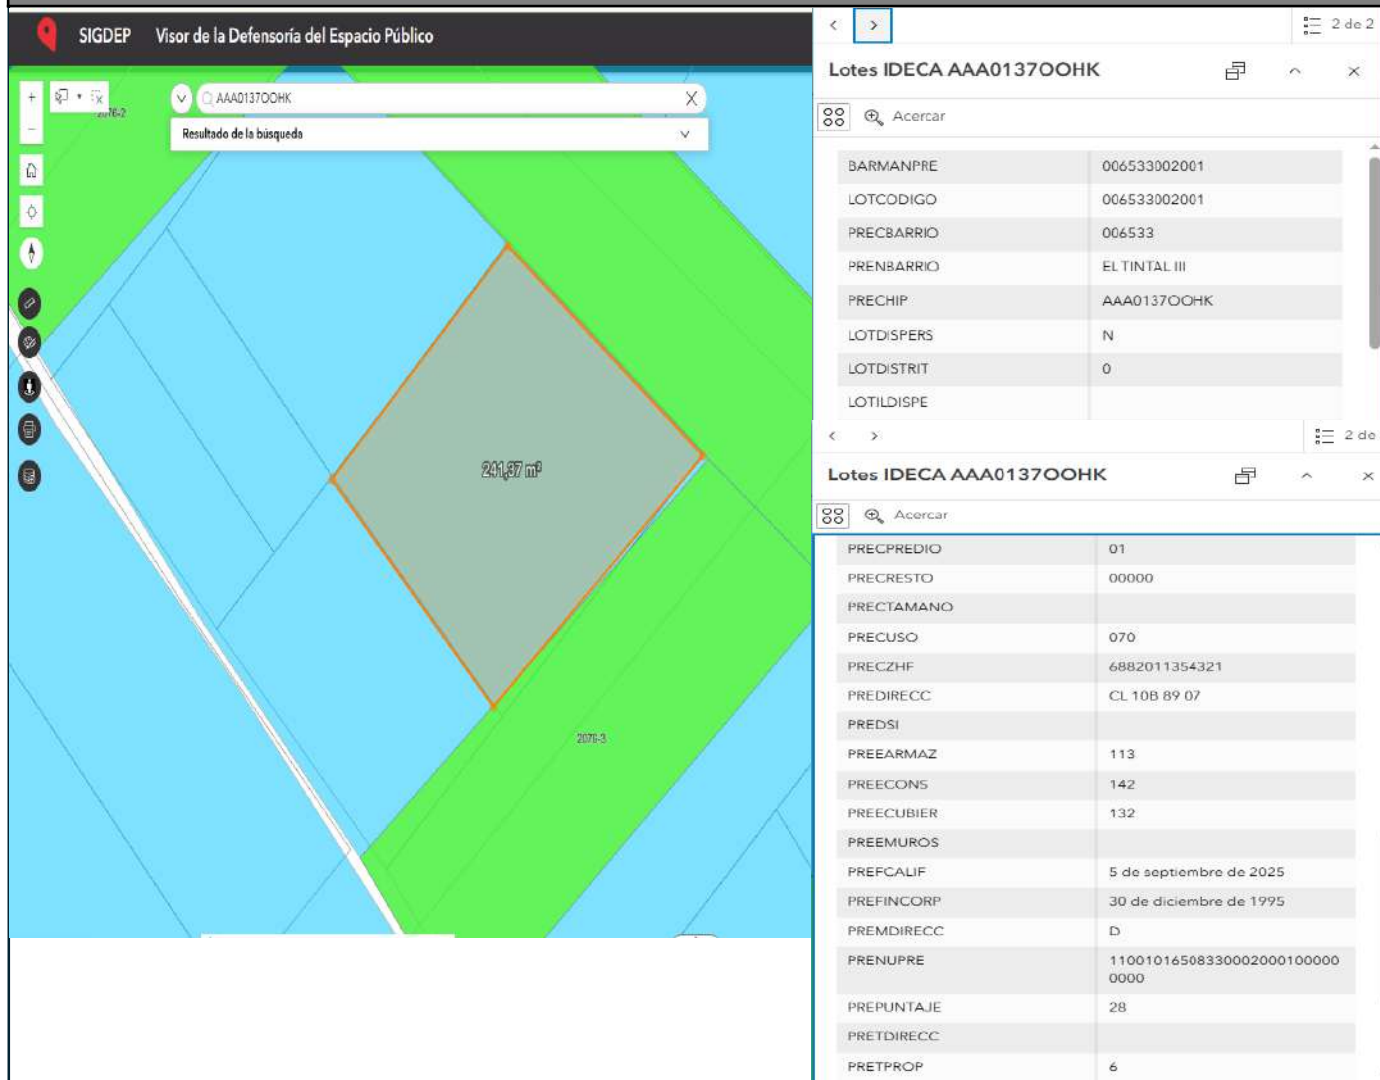 SIGDEP Visor de la Defensoría del Espacio Público
AAA0137OOHK
Resultado de la búsqueda
2076-2
241,37 m²
2076-3
2 de 2
Lotes IDECA AAA0137OOHK
Acercar
BARMANPRE 006533002001
LOTCODIGO 006533002001
PRECBARRIO 006533
PRENBARRIO EL TINTAL III
PRECHIP AAA0137OOHK
LOTDISPERS N
LOTDISTRIT 0
LOTILDISPE
2 de
Lotes IDECA AAA0137OOHK
Acercar
PRECPREDIO 01
PRECRESTO 00000
PRECTAMANO
PRECUSO 070
PRECZHF 6882011354321
PREDIRECC CL 10B 89 07
PREDSI
PREEARMAZ 113
PREECONS 142
PREECUBIER 132
PREEMUROS
PREFCALIF 5 de septiembre de 2025
PREFINCORP 30 de diciembre de 1995
PREMDIRECC D
PRENUPRE 11001016508330002000100000
0000
PREPUNTAJE 28
PRETDIRECC
PRETPROP 6